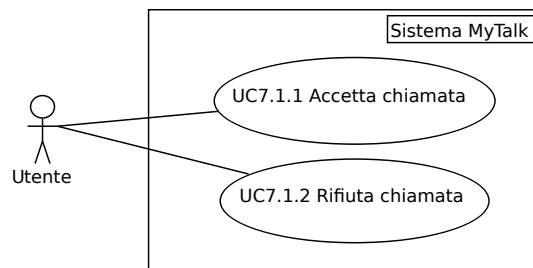 Sistema MyTalk
UC7.1.1 Accetta chiamata
Utente
UC7.1.2 Rifiuta chiamata